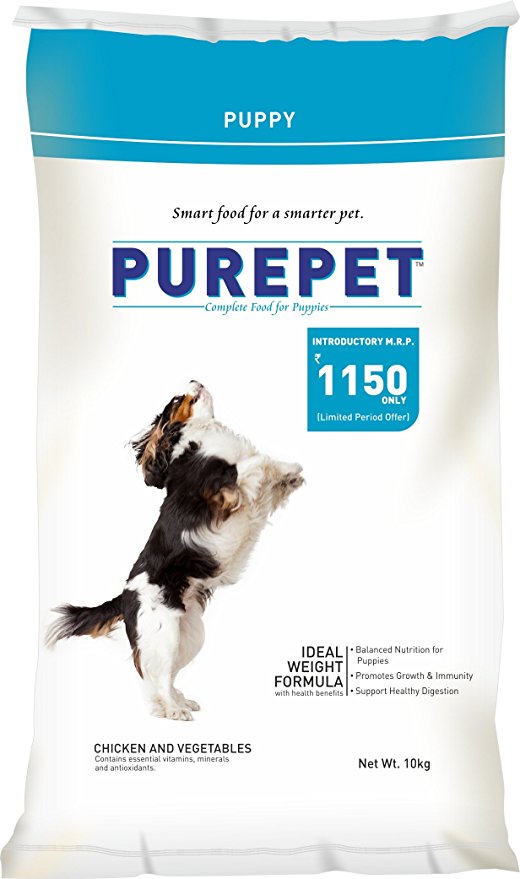 PUPPY
Smart food for a smarter pet.
PUREPET™
Complete Food for Puppies
INTRODUCTORY M.R.P.
₹ 1150
ONLY
(Limited Period Offer)
IDEAL
WEIGHT
FORMULA
with health benefits
• Balanced Nutrition for
Puppies
• Promotes Growth & Immunity
• Support Healthy Digestion
CHICKEN AND VEGETABLES
Contains essential vitamins, minerals
and antioxidants.
Net Wt. 10kg